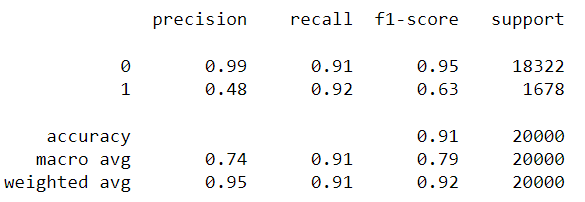 precision recall f1-score support
0 0.99 0.91 0.95 18322
1 0.48 0.92 0.63 1678
accuracy 0.91 20000
macro avg 0.74 0.91 0.79 20000
weighted avg 0.95 0.91 0.92 20000